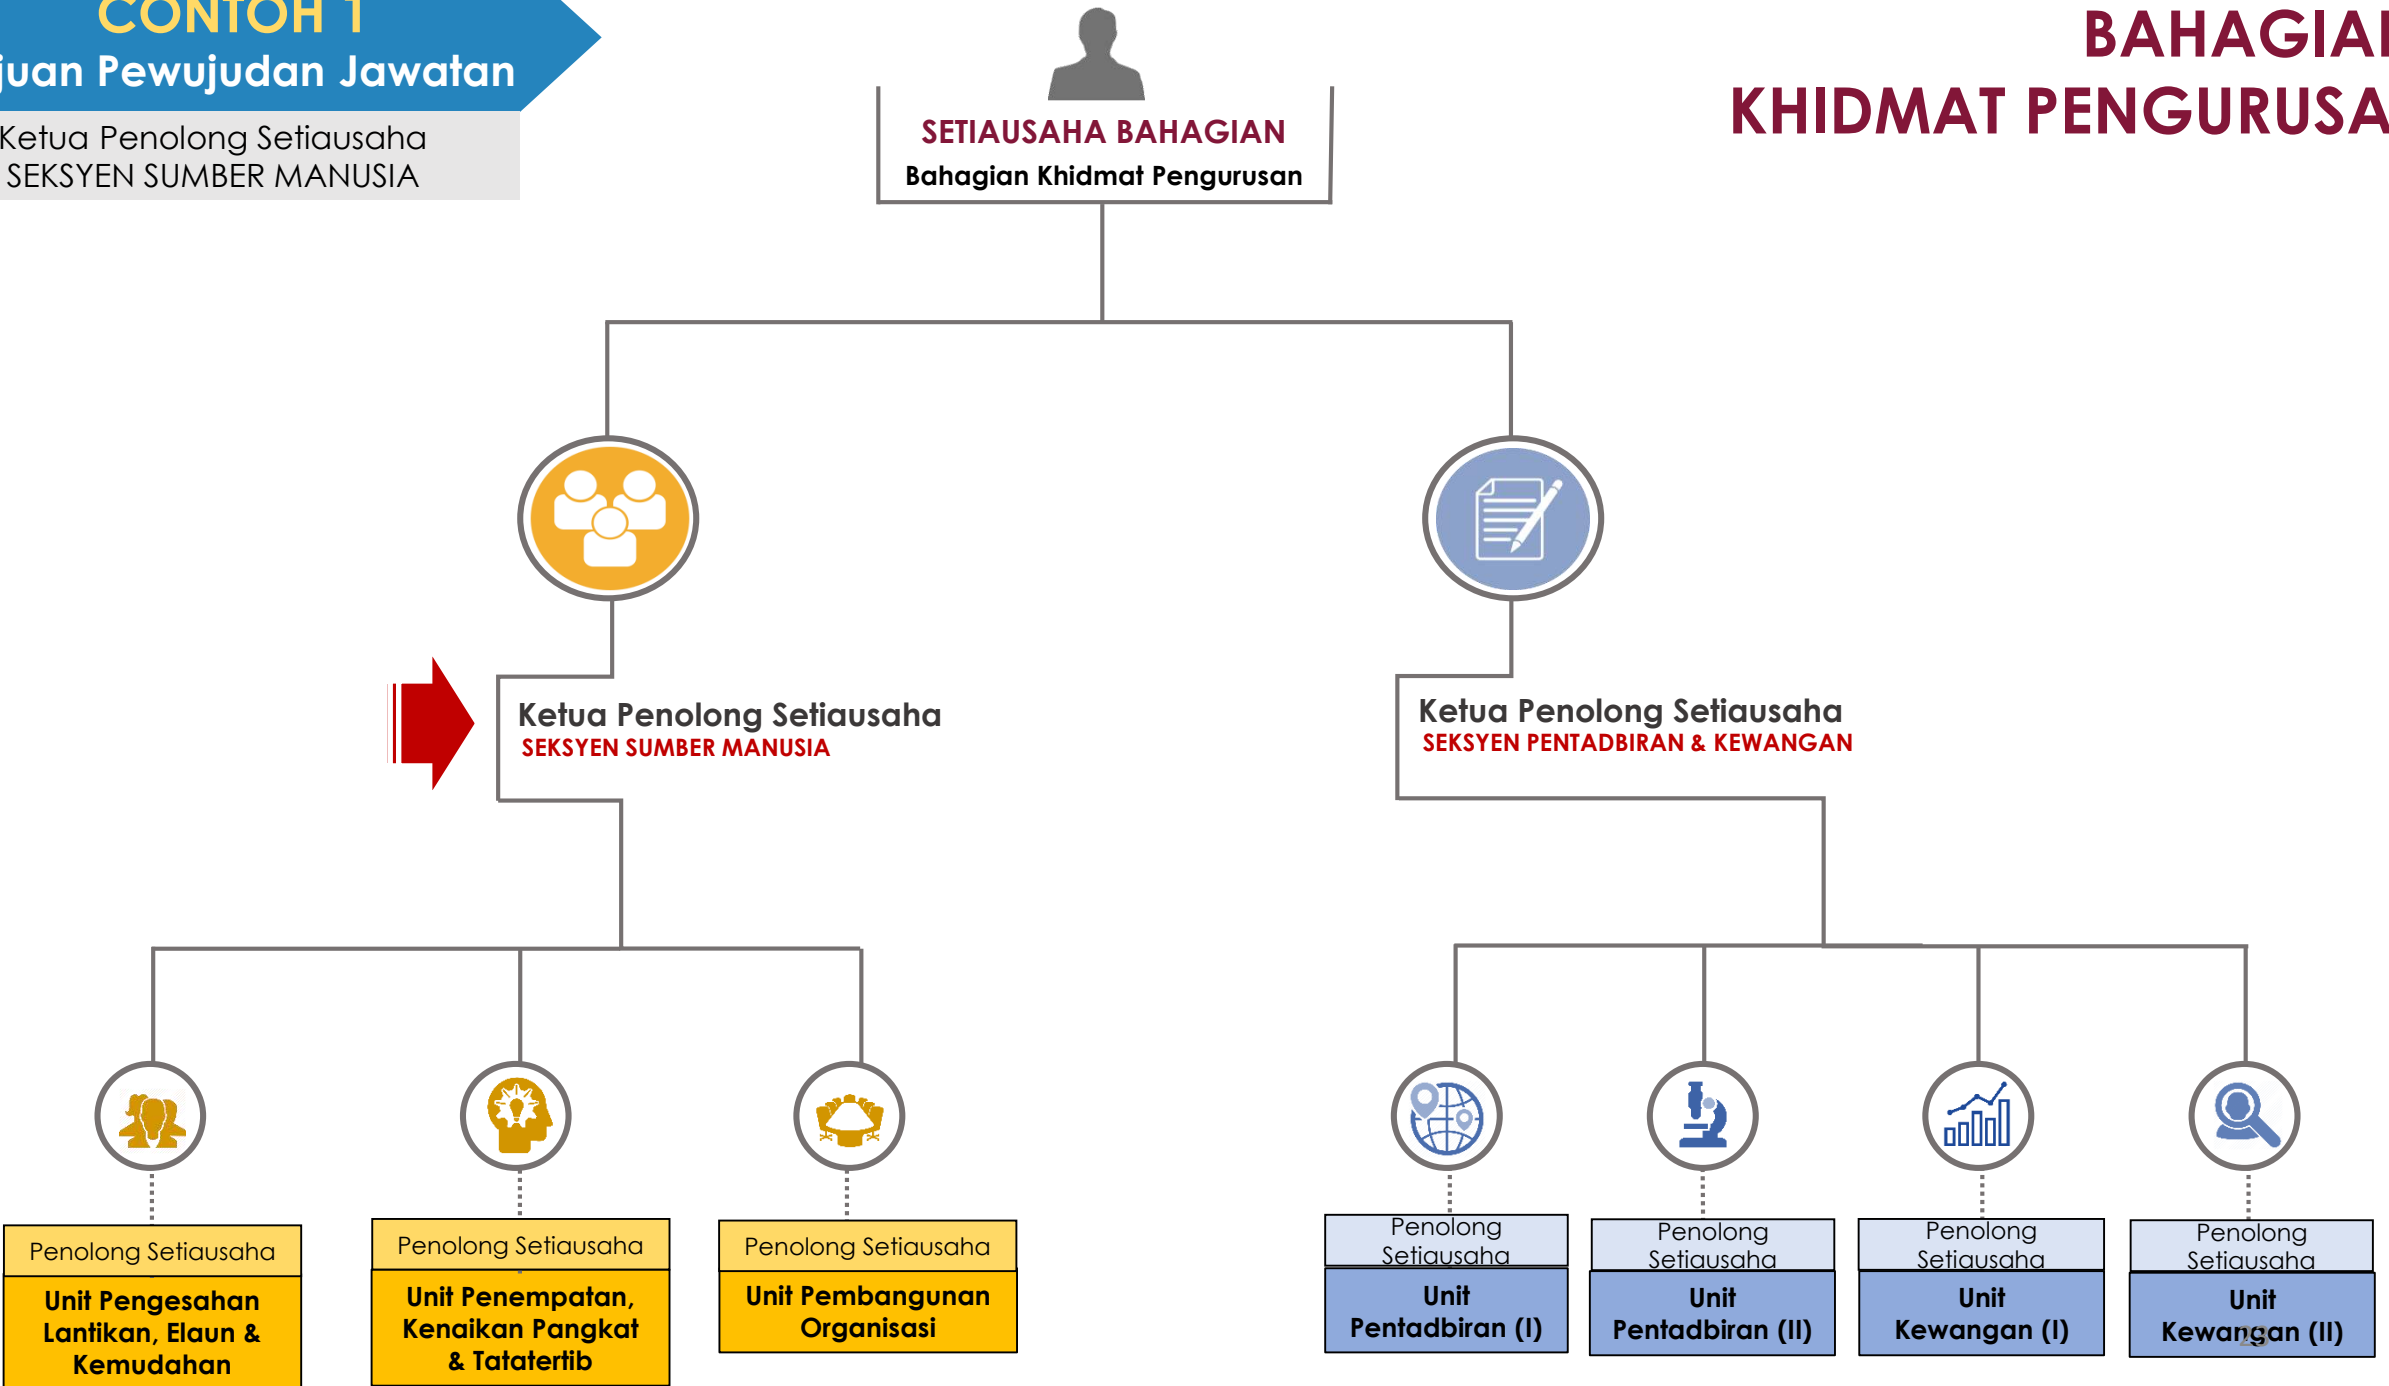 CONTOH 1
juan Pewujudan Jawatan
Ketua Penolong Setiausaha
SEKSYEN SUMBER MANUSIA
BAHAGIAN
KHIDMAT PENGURUSA
SETIAUSAHA BAHAGIAN
Bahagian Khidmat Pengurusan
Ketua Penolong Setiausaha
SEKSYEN SUMBER MANUSIA
Ketua Penolong Setiausaha
SEKSYEN PENTADBIRAN & KEWANGAN
Penolong Setiausaha
Unit Pengesahan
Lantikan, Elaun &
Kemudahan
Penolong Setiausaha
Unit Penempatan,
Kenaikan Pangkat
& Tatatertib
Penolong Setiausaha
Unit Pembangunan
Organisasi
Penolong
Setiausaha
Unit
Pentadbiran (I)
Penolong
Setiausaha
Unit
Pentadbiran (II)
Penolong
Setiausaha
Unit
Kewangan (I)
Penolong
Setiausaha
Unit
Kewangan (II)
23